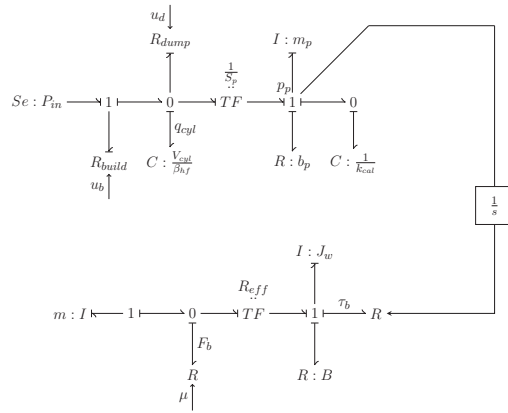 u_d
R_dump I : m_p
1/S_p
..
p_p
Se : P_in 1 0 TF 1 0
q_cyl
R_build C : V_cyl/β_hf R : b_p C : 1/k_cal
u_b
1/s
I : J_w
R_eff
..
τ_b
m : I 1 0 TF 1 R
F_b
R R : B
μ